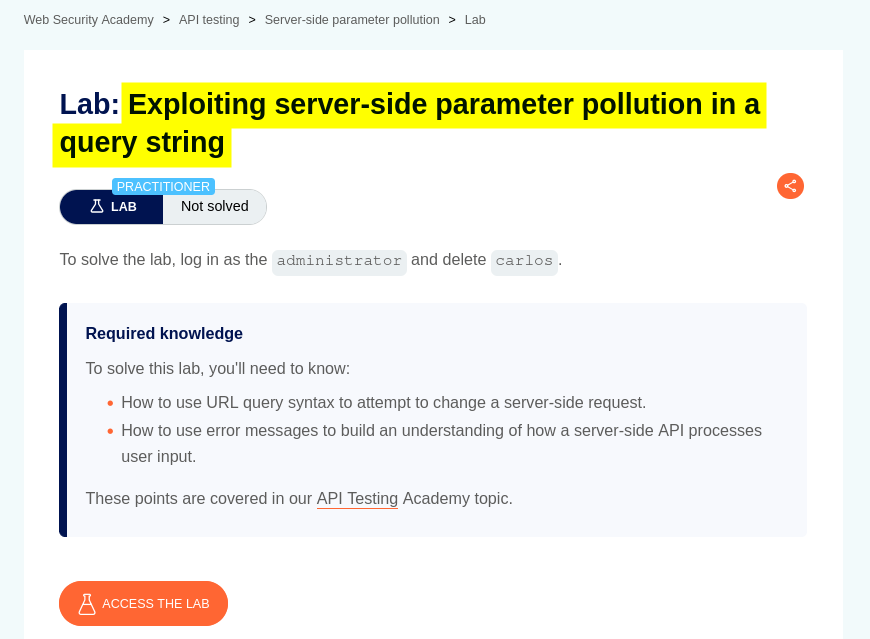 Web Security Academy > API testing > Server-side parameter pollution > Lab
Lab: Exploiting server-side parameter pollution in a
query string
PRACTITIONER
LAB Not solved
To solve the lab, log in as the administrator and delete carlos.
Required knowledge
To solve this lab, you'll need to know:
• How to use URL query syntax to attempt to change a server-side request.
• How to use error messages to build an understanding of how a server-side API processes
user input.
These points are covered in our API Testing Academy topic.
ACCESS THE LAB